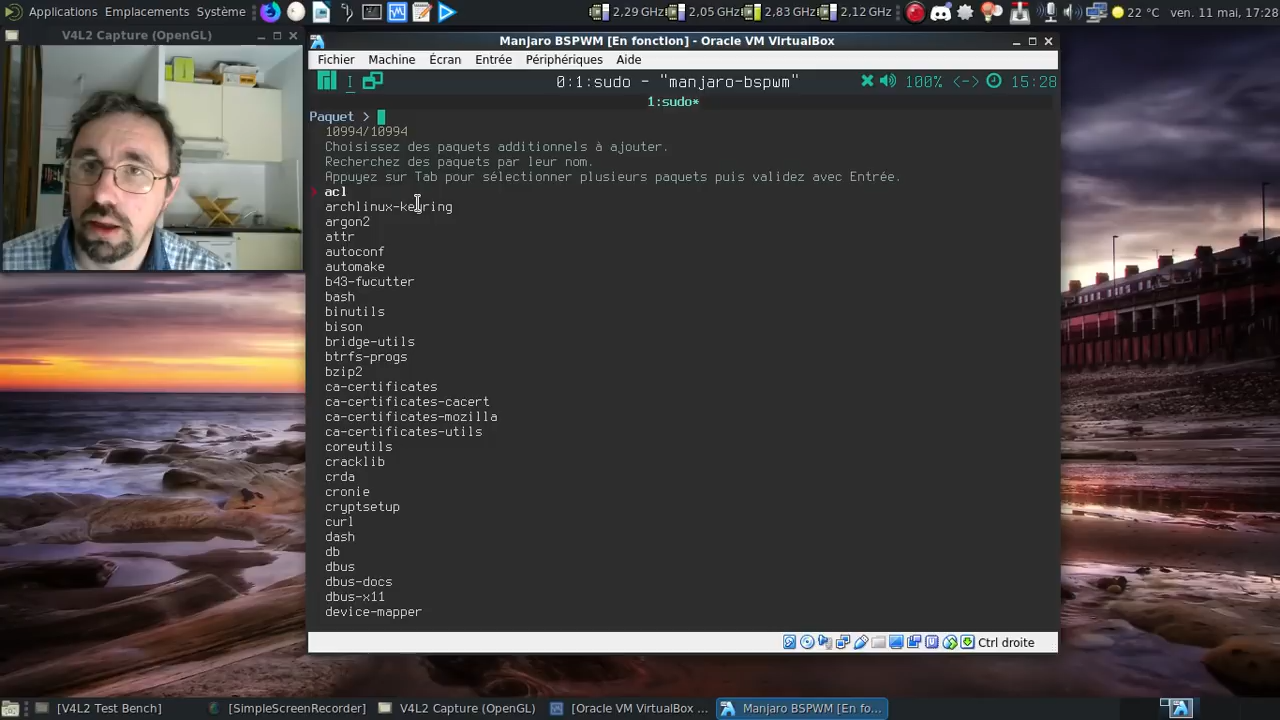 Applications Emplacements Système
2,29 GHz 2,05 GHz 2,83 GHz 2,12 GHz
22 °C ven. 11 mai, 17:28
V4L2 Capture (OpenGL)
Manjaro BSPWM [En fonction] - Oracle VM VirtualBox
Fichier Machine Écran Entrée Périphériques Aide
0:1:sudo - "manjaro-bspwm" 100% <-> 15:28
1:sudo*
Paquet >
10994/10994
Choisissez des paquets additionnels à ajouter.
Recherchez des paquets par leur nom.
Appuyez sur Tab pour sélectionner plusieurs paquets puis validez avec Entrée.
> acl
archlinux-keyring
argon2
attr
autoconf
automake
b43-fwcutter
bash
binutils
bison
bridge-utils
btrfs-progs
bzip2
ca-certificates
ca-certificates-cacert
ca-certificates-mozilla
ca-certificates-utils
coreutils
cracklib
crda
cronie
cryptsetup
curl
dash
db
dbus
dbus-docs
dbus-x11
device-mapper
Ctrl droite
[V4L2 Test Bench] [SimpleScreenRecorder] V4L2 Capture (OpenGL) [Oracle VM VirtualBox ... Manjaro BSPWM [En fo...